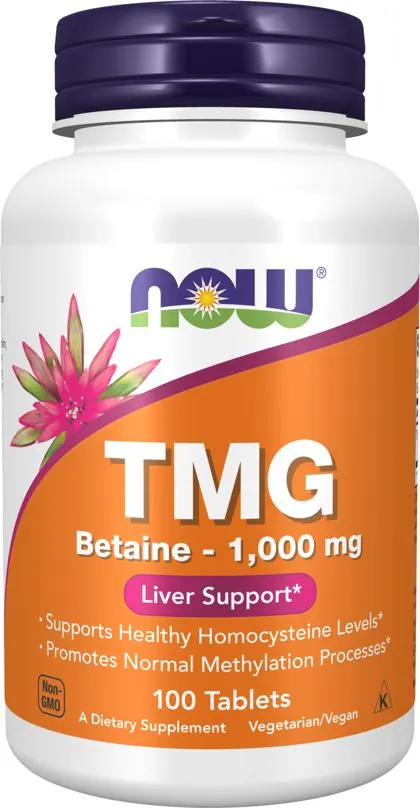 NOW®
TMG
Betaine - 1,000 mg
Liver Support*
• Supports Healthy Homocysteine Levels*
• Promotes Normal Methylation Processes*
Non-
GMO
100 Tablets
K
A Dietary Supplement Vegetarian/Vegan